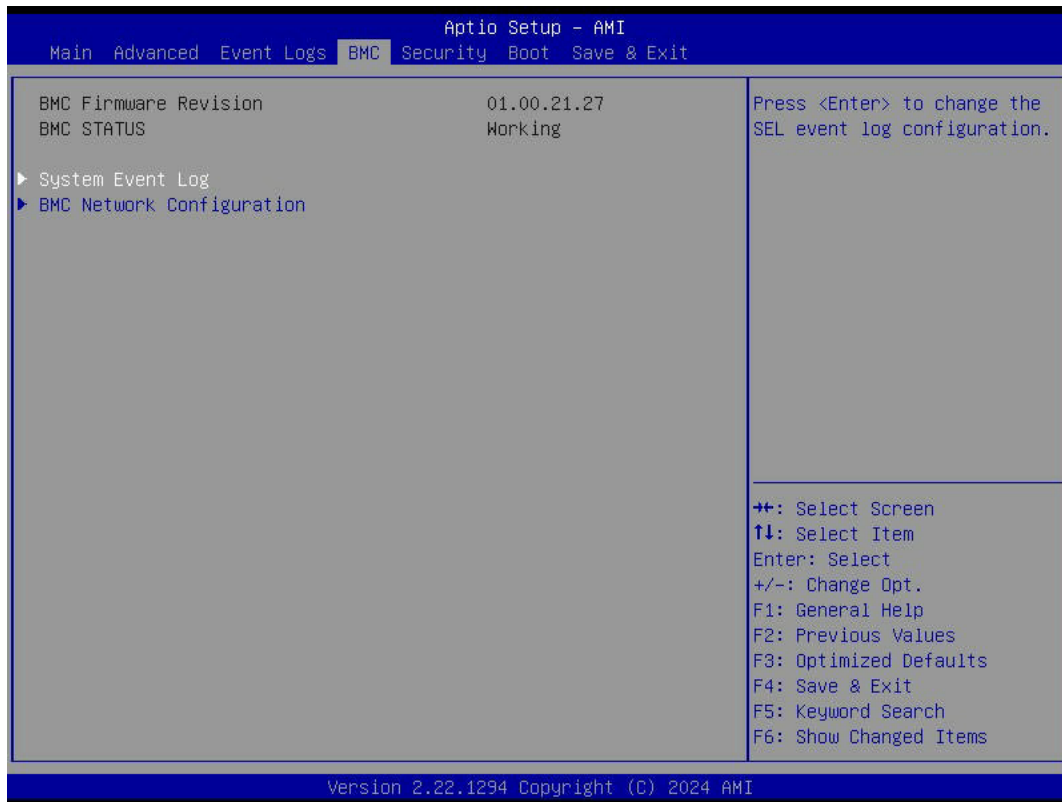 Aptio Setup – AMI
Main Advanced Event Logs BMC Security Boot Save & Exit
BMC Firmware Revision 01.00.21.27
BMC STATUS Working
▶ System Event Log
▶ BMC Network Configuration
Press <Enter> to change the
SEL event log configuration.
→←: Select Screen
↑↓: Select Item
Enter: Select
+/-: Change Opt.
F1: General Help
F2: Previous Values
F3: Optimized Defaults
F4: Save & Exit
F5: Keyword Search
F6: Show Changed Items
Version 2.22.1294 Copyright (C) 2024 AMI